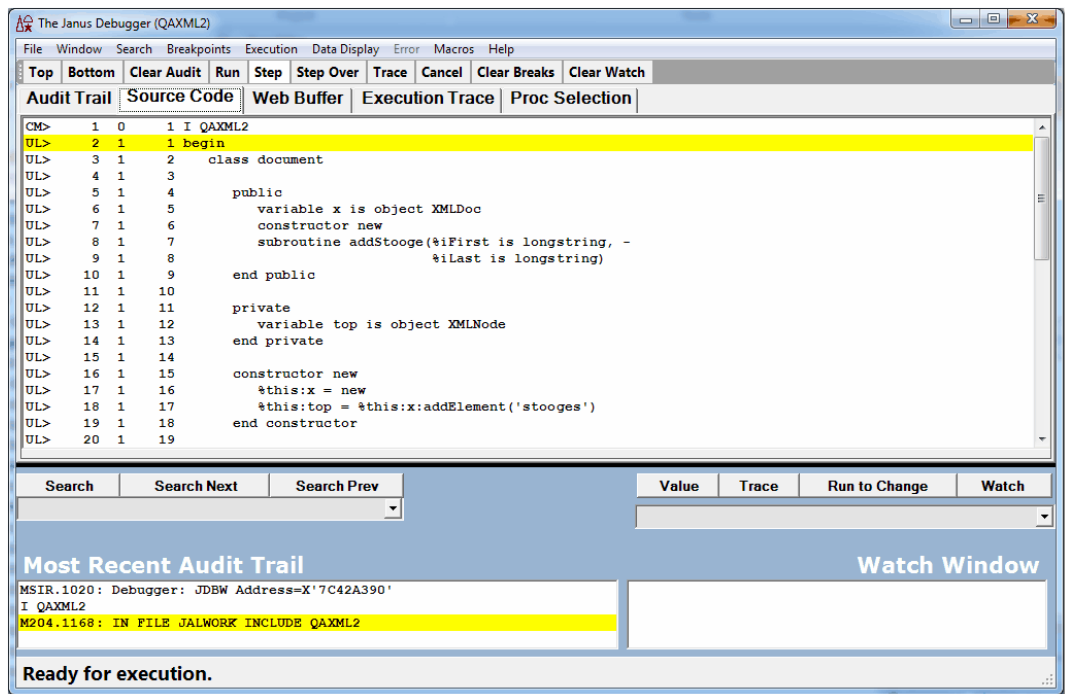 The Janus Debugger (QAXML2)
File Window Search Breakpoints Execution Data Display Error Macros Help
Top Bottom Clear Audit Run Step Step Over Trace Cancel Clear Breaks Clear Watch
Audit Trail Source Code Web Buffer Execution Trace Proc Selection
CM> 1 0 1 I QAXML2
UL> 2 1 1 begin
UL> 3 1 2 class document
UL> 4 1 3
UL> 5 1 4 public
UL> 6 1 5 variable x is object XMLDoc
UL> 7 1 6 constructor new
UL> 8 1 7 subroutine addStooge(%iFirst is longstring, -
UL> 9 1 8 %iLast is longstring)
UL> 10 1 9 end public
UL> 11 1 10
UL> 12 1 11 private
UL> 13 1 12 variable top is object XMLNode
UL> 14 1 13 end private
UL> 15 1 14
UL> 16 1 15 constructor new
UL> 17 1 16 %this:x = new
UL> 18 1 17 %this:top = %this:x:addElement('stooges')
UL> 19 1 18 end constructor
UL> 20 1 19
Search Search Next Search Prev Value Trace Run to Change Watch
Most Recent Audit Trail Watch Window
MSIR.1020: Debugger: JDBW Address=X'7C42A390'
I QAXML2
M204.1168: IN FILE JALWORK INCLUDE QAXML2
Ready for execution.